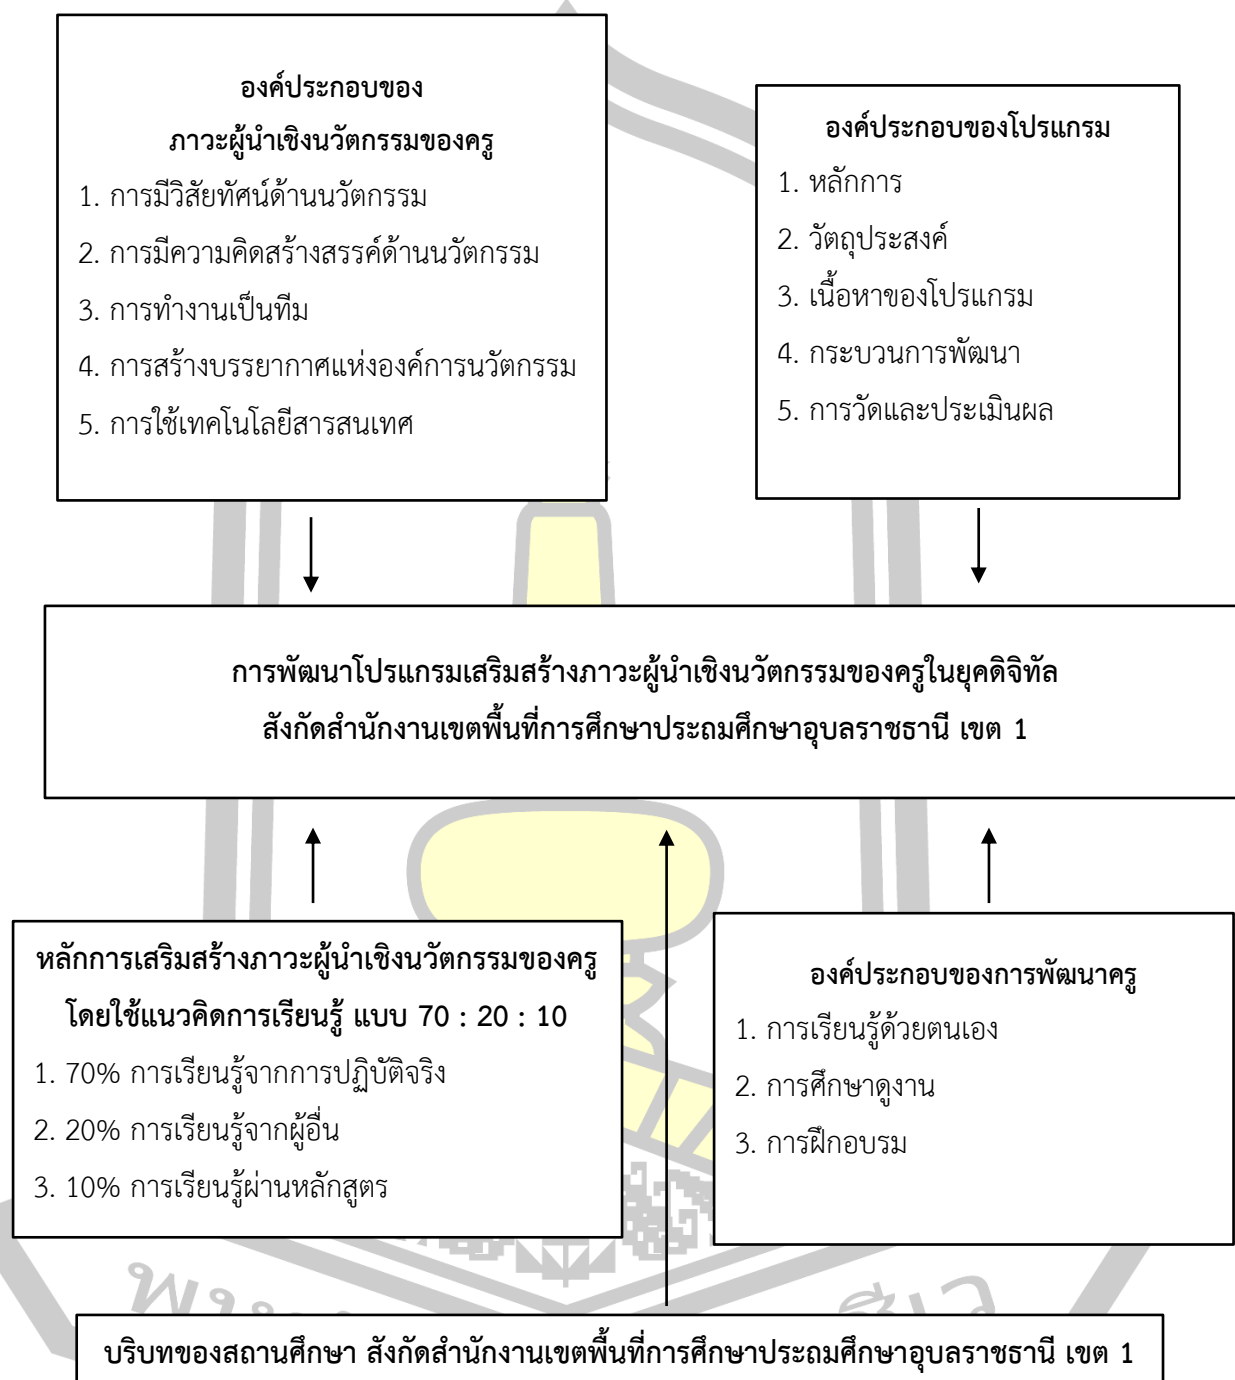 องค์ประกอบของ
ภาวะผู้นำเชิงนวัตกรรมของครู
1. การมีวิสัยทัศน์ด้านนวัตกรรม
2. การมีความคิดสร้างสรรค์ด้านนวัตกรรม
3. การทำงานเป็นทีม
4. การสร้างบรรยากาศแห่งองค์การนวัตกรรม
5. การใช้เทคโนโลยีสารสนเทศ
องค์ประกอบของโปรแกรม
1. หลักการ
2. วัตถุประสงค์
3. เนื้อหาของโปรแกรม
4. กระบวนการพัฒนา
5. การวัดและประเมินผล
การพัฒนาโปรแกรมเสริมสร้างภาวะผู้นำเชิงนวัตกรรมของครูในยุคดิจิทัล
สังกัดสำนักงานเขตพื้นที่การศึกษาประถมศึกษาอุบลราชธานี เขต 1
หลักการเสริมสร้างภาวะผู้นำเชิงนวัตกรรมของครู
โดยใช้แนวคิดการเรียนรู้ แบบ 70 : 20 : 10
1. 70% การเรียนรู้จากการปฏิบัติจริง
2. 20% การเรียนรู้จากผู้อื่น
3. 10% การเรียนรู้ผ่านหลักสูตร
องค์ประกอบของการพัฒนาครู
1. การเรียนรู้ด้วยตนเอง
2. การศึกษาดูงาน
3. การฝึกอบรม
บริบทของสถานศึกษา สังกัดสำนักงานเขตพื้นที่การศึกษาประถมศึกษาอุบลราชธานี เขต 1